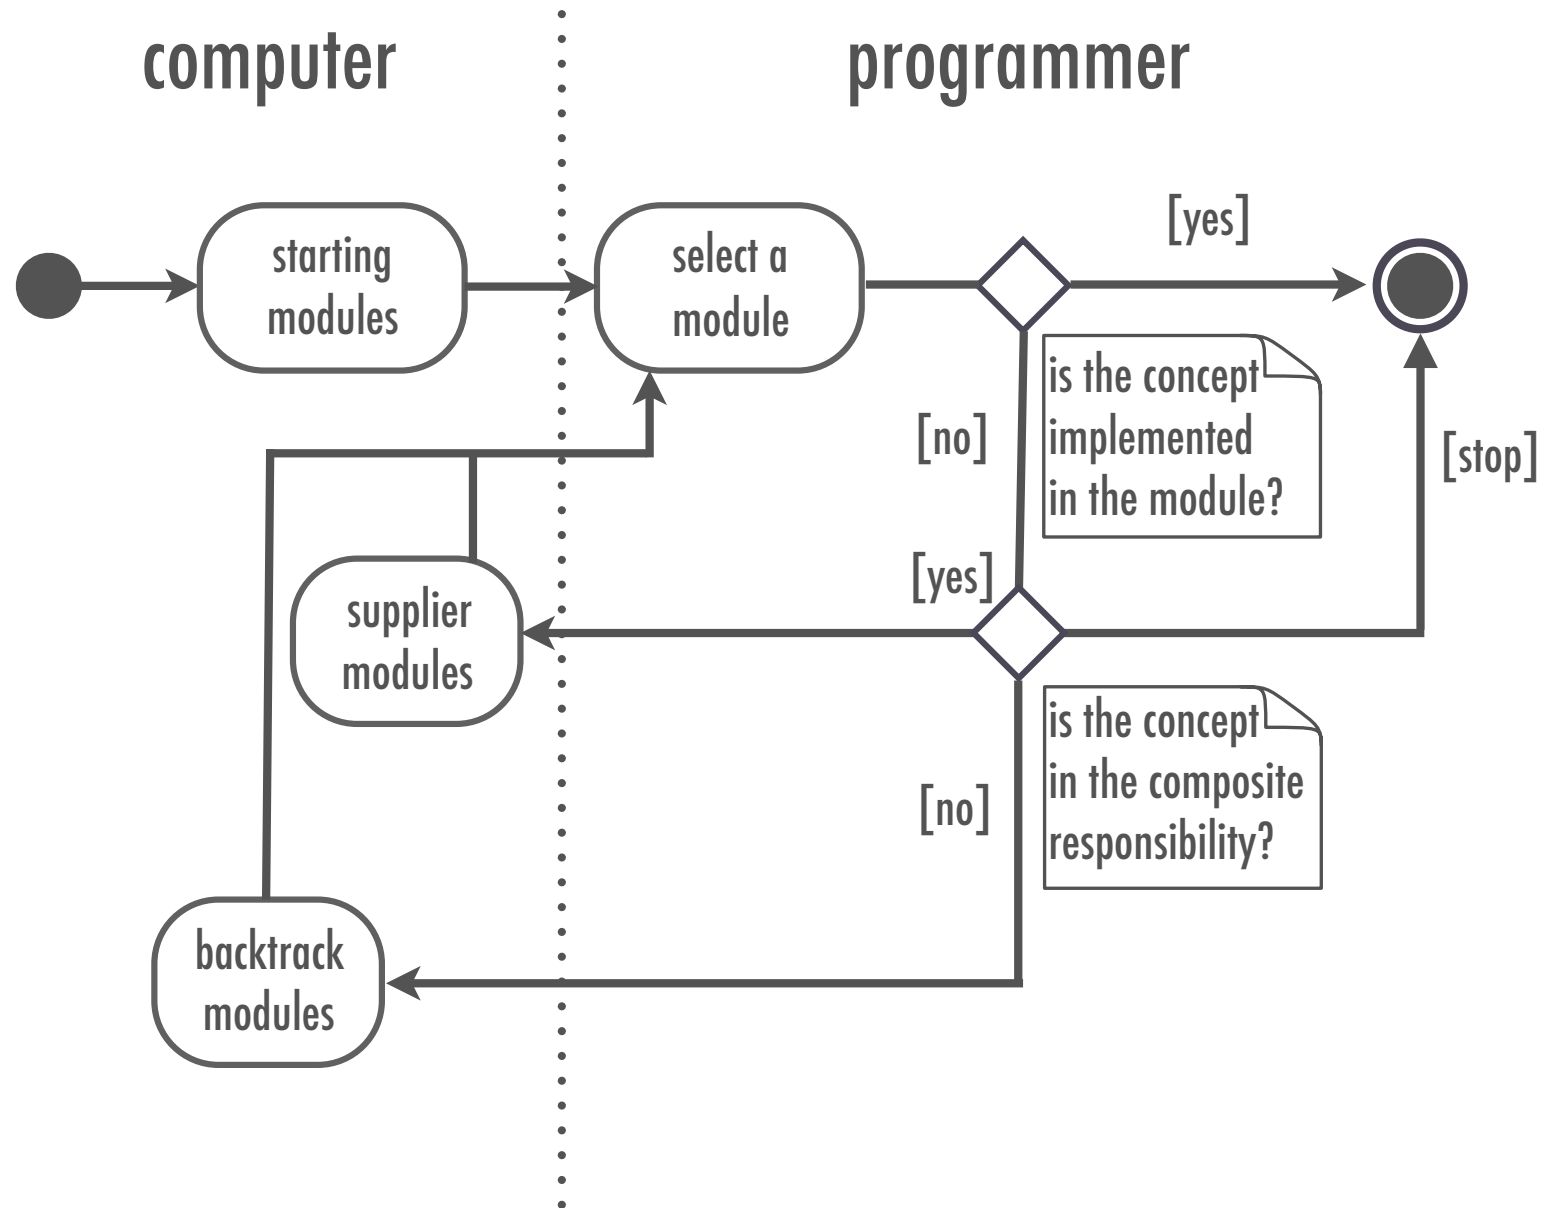 computer
programmer
starting
modules
select a
module
[yes]
is the concept
implemented
in the module?
[no]
[stop]
[yes]
supplier
modules
is the concept
in the composite
responsibility?
[no]
backtrack
modules